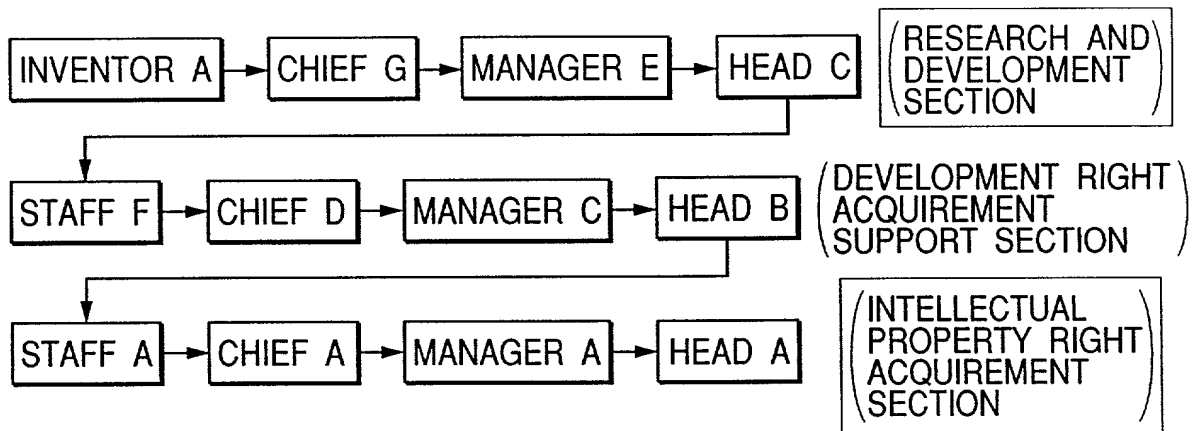 INVENTOR A CHIEF G MANAGER E HEAD C
(RESEARCH AND
DEVELOPMENT
SECTION)
STAFF F CHIEF D MANAGER C HEAD B
(DEVELOPMENT RIGHT
ACQUIREMENT
SUPPORT SECTION)
STAFF A CHIEF A MANAGER A HEAD A
(INTELLECTUAL
PROPERTY RIGHT
ACQUIREMENT
SECTION)